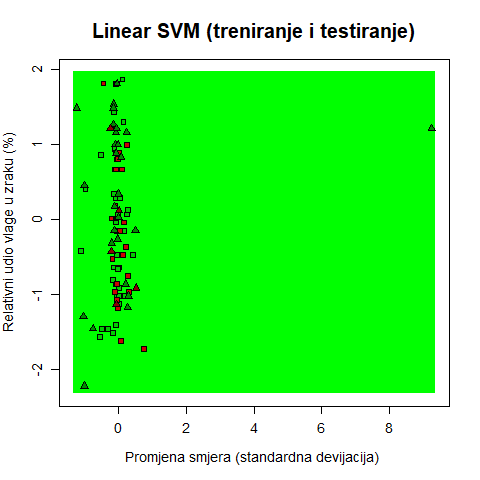 Linear SVM (treniranje i testiranje)
Relativni udio vlage u zraku (%)
2
1
0
-1
-2
0 2 4 6 8
Promjena smjera (standardna devijacija)